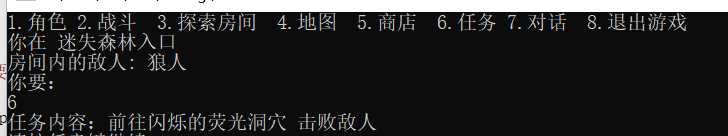 1.角色 2.战斗 3.探索房间 4.地图 5.商店 6.任务 7.对话 8.退出游戏
你在 迷失森林入口
房间内的敌人: 狼人
你要:
6
任务内容: 前往闪烁的荧光洞穴 击败敌人